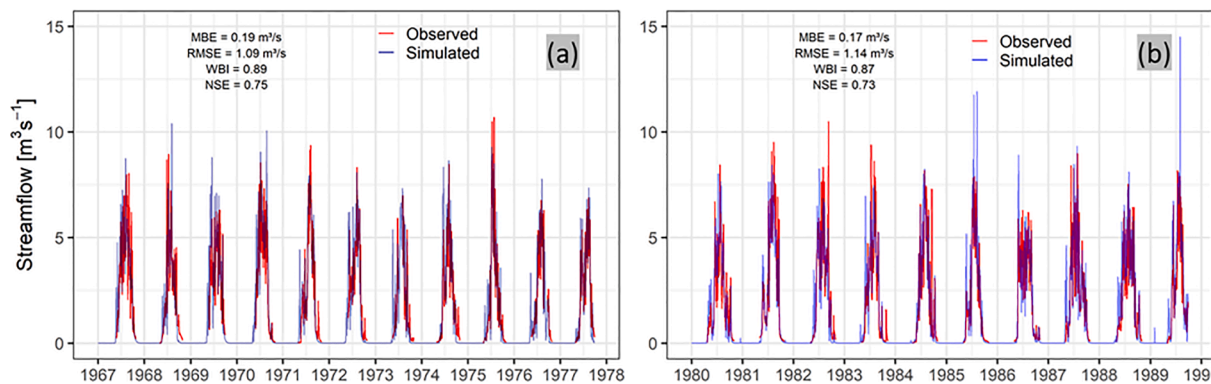 MBE = 0.19 m³/s
RMSE = 1.09 m³/s
WBI = 0.89
NSE = 0.75
Observed
Simulated
(a)
MBE = 0.17 m³/s
RMSE = 1.14 m³/s
WBI = 0.87
NSE = 0.73
Observed
Simulated
(b)
Streamflow [m³s⁻¹]
15
10
5
0
15
10
5
0
1967 1968 1969 1970 1971 1972 1973 1974 1975 1976 1977 1978
1980 1981 1982 1983 1984 1985 1986 1987 1988 1989 199